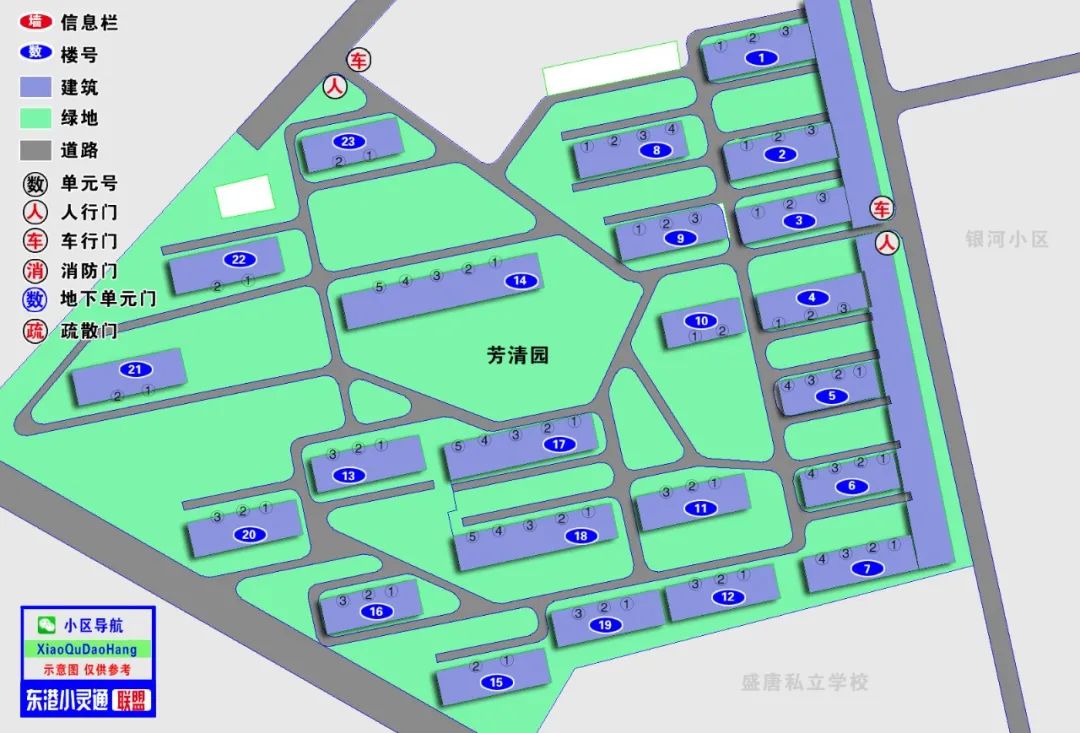 墙 信息栏
数 楼号
建筑
绿地
道路
数 单元号
人 人行门
车 车行门
消 消防门
数 地下单元门
疏 疏散门
车
人
1 2 3
1
1 2 3
2
1 2 3
3
车
人
银河小区
1 2 3 4
8
1 2 3
9
23
2 1
22
2 1
5 4 3 2 1
14
10
1 2
4
1 2 3
芳清园
21
2 1
4 3 2 1
5
5 4 3 2 1
17
3 2 1
13
4 3 2 1
6
3 2 1
11
3 2 1
20
5 4 3 2 1
18
4 3 2 1
7
3 2 1
16
3 2 1
12
3 2 1
19
2 1
15
盛唐私立学校
小区导航
XiaoQuDaoHang
示意图 仅供参考
东港小灵通 联盟